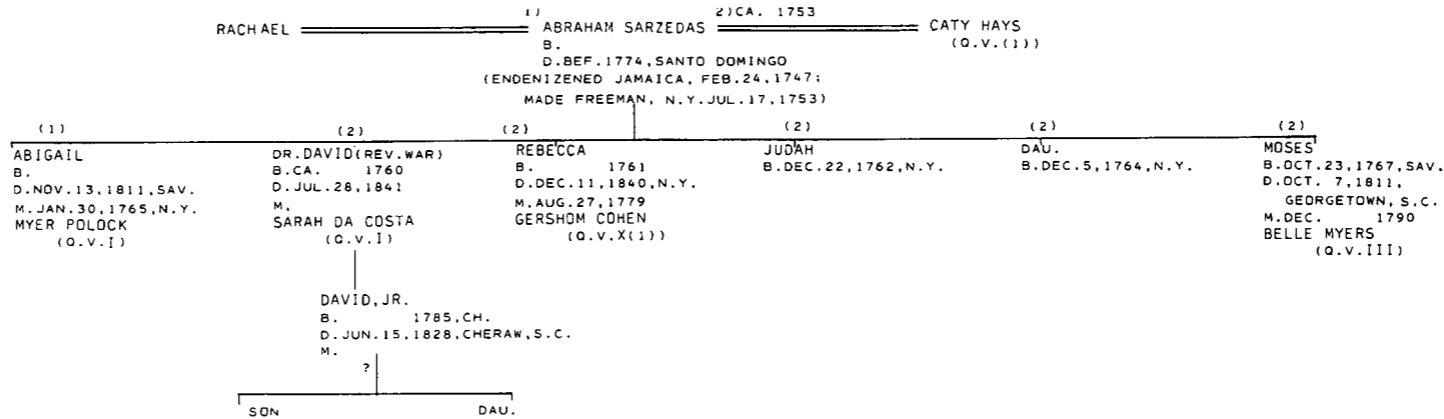 1) 2)CA. 1753
RACHAEL ABRAHAM SARZEDAS CATY HAYS
B. (Q.V.(1))
D.BEF.1774,SANTO DOMINGO
(ENDENIZENED JAMAICA, FEB.24,1747;
MADE FREEMAN, N.Y.JUL.17,1753)
(1) (2) (2) (2) (2) (2)
ABIGAIL
B.
D.NOV.13,1811,SAV.
M.JAN.30,1765,N.Y.
MYER POLOCK
(Q.V.I)
DR.DAVID(REV.WAR)
B.CA. 1760
D.JUL.28,1841
M.
SARAH DA COSTA
(Q.V.I)
REBECCA
B. 1761
D.DEC.11,1840,N.Y.
M.AUG.27,1779
GERSHOM COHEN
(Q.V.X(1))
JUDAH
B.DEC.22,1762,N.Y.
DAU.
B.DEC.5,1764,N.Y.
MOSES
B.OCT.23,1767,SAV.
D.OCT. 7,1811,
GEORGETOWN,S.C.
M.DEC. 1790
BELLE MYERS
(Q.V.III)
DAVID,JR.
B. 1785,CH.
D.JUN.15,1828,CHERAW,S.C.
M.
?
SON DAU.